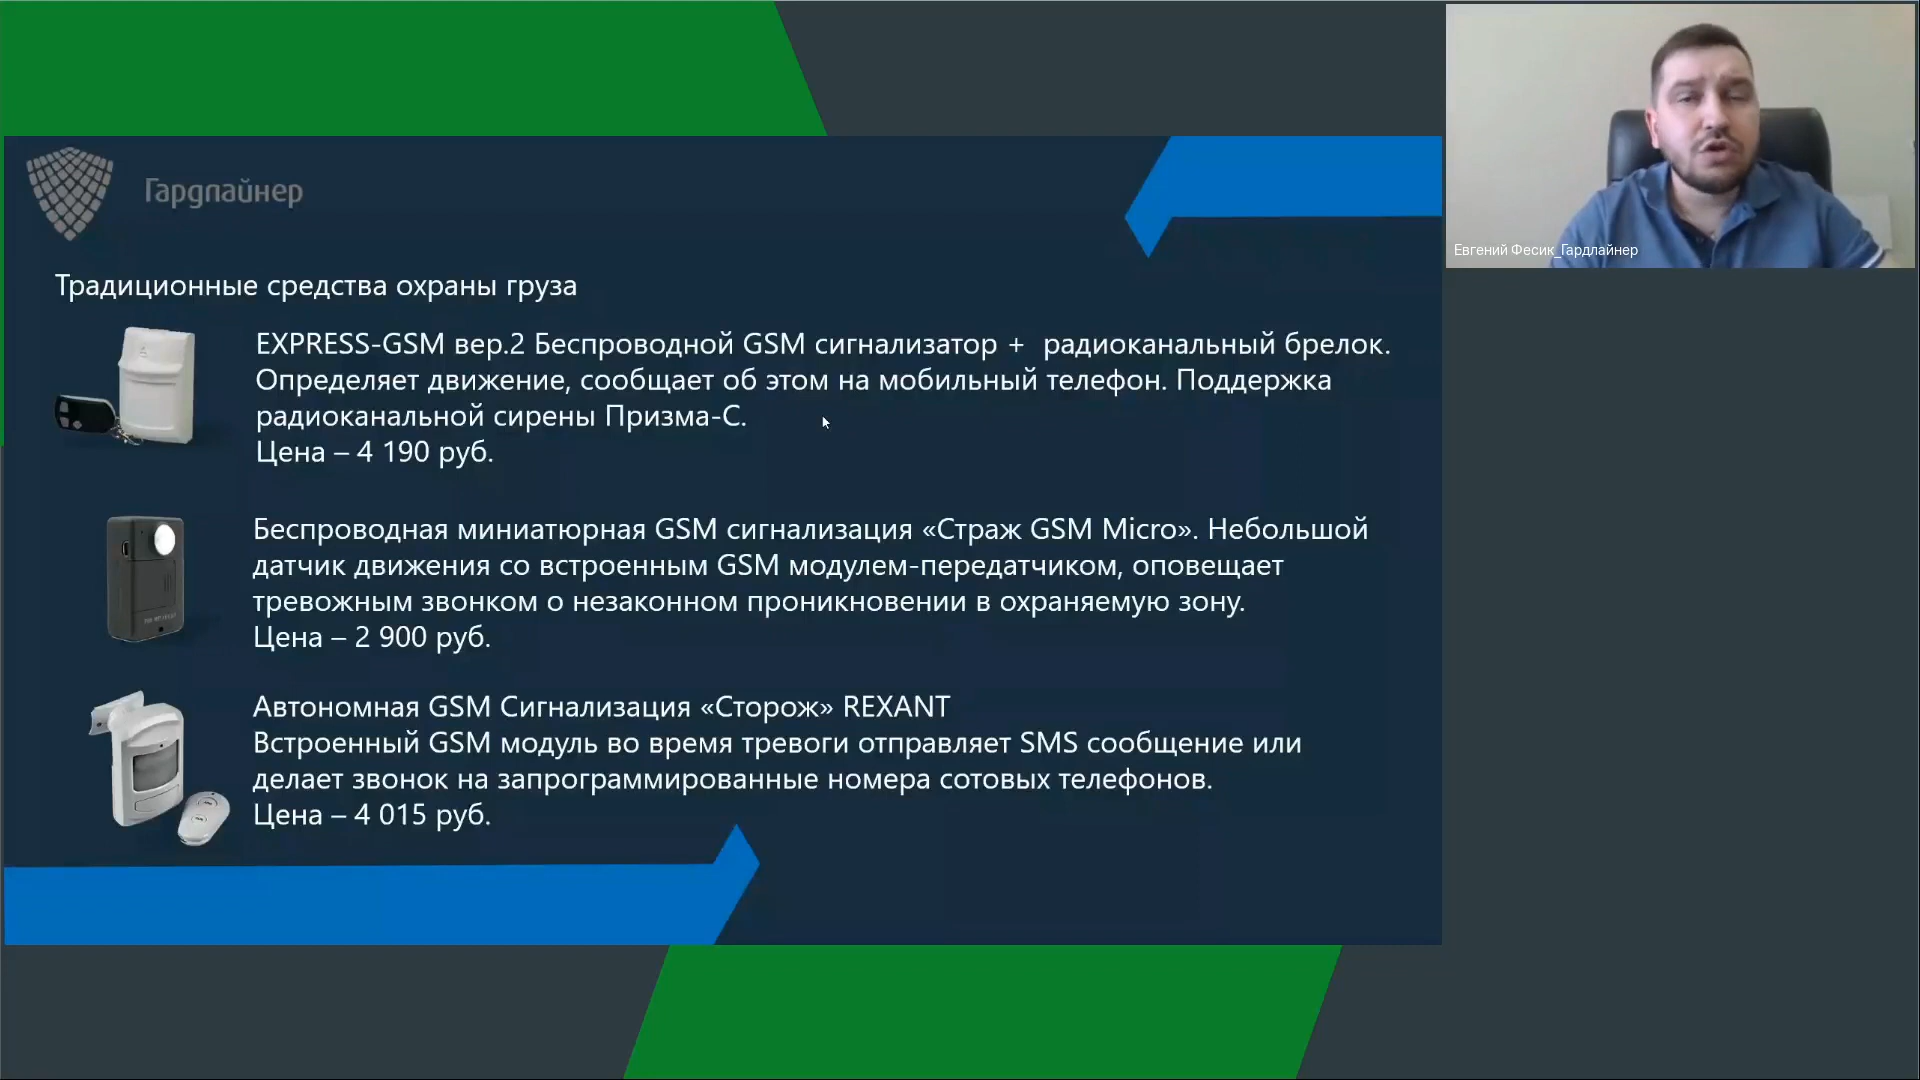 Гардлайнер
Традиционные средства охраны груза
EXPRESS-GSM вер.2 Беспроводной GSM сигнализатор + радиоканальный брелок.
Определяет движение, сообщает об этом на мобильный телефон. Поддержка
радиоканальной сирены Призма-С.
Цена – 4 190 руб.
Беспроводная миниатюрная GSM сигнализация «Страж GSM Micro». Небольшой
датчик движения со встроенным GSM модулем-передатчиком, оповещает
тревожным звонком о незаконном проникновении в охраняемую зону.
Цена – 2 900 руб.
Автономная GSM Сигнализация «Сторож» REXANT
Встроенный GSM модуль во время тревоги отправляет SMS сообщение или
делает звонок на запрограммированные номера сотовых телефонов.
Цена – 4 015 руб.
Евгений Фесик_Гардлайнер